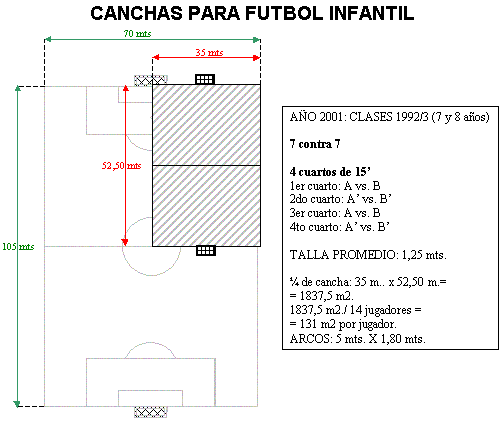 CANCHAS PARA FUTBOL INFANTIL
70 mts
35 mts
52,50 mts
105 mts
AÑO 2001: CLASES 1992/3 (7 y 8 años)
7 contra 7
4 cuartos de 15’
1er cuarto: A vs. B
2do cuarto: A’ vs. B’
3er cuarto: A vs. B
4to cuarto: A’ vs. B’
TALLA PROMEDIO: 1,25 mts.
¼ de cancha: 35 m.. x 52,50 m.=
= 1837,5 m2.
1837,5 m2./ 14 jugadores =
= 131 m2 por jugador.
ARCOS: 5 mts. X 1,80 mts.